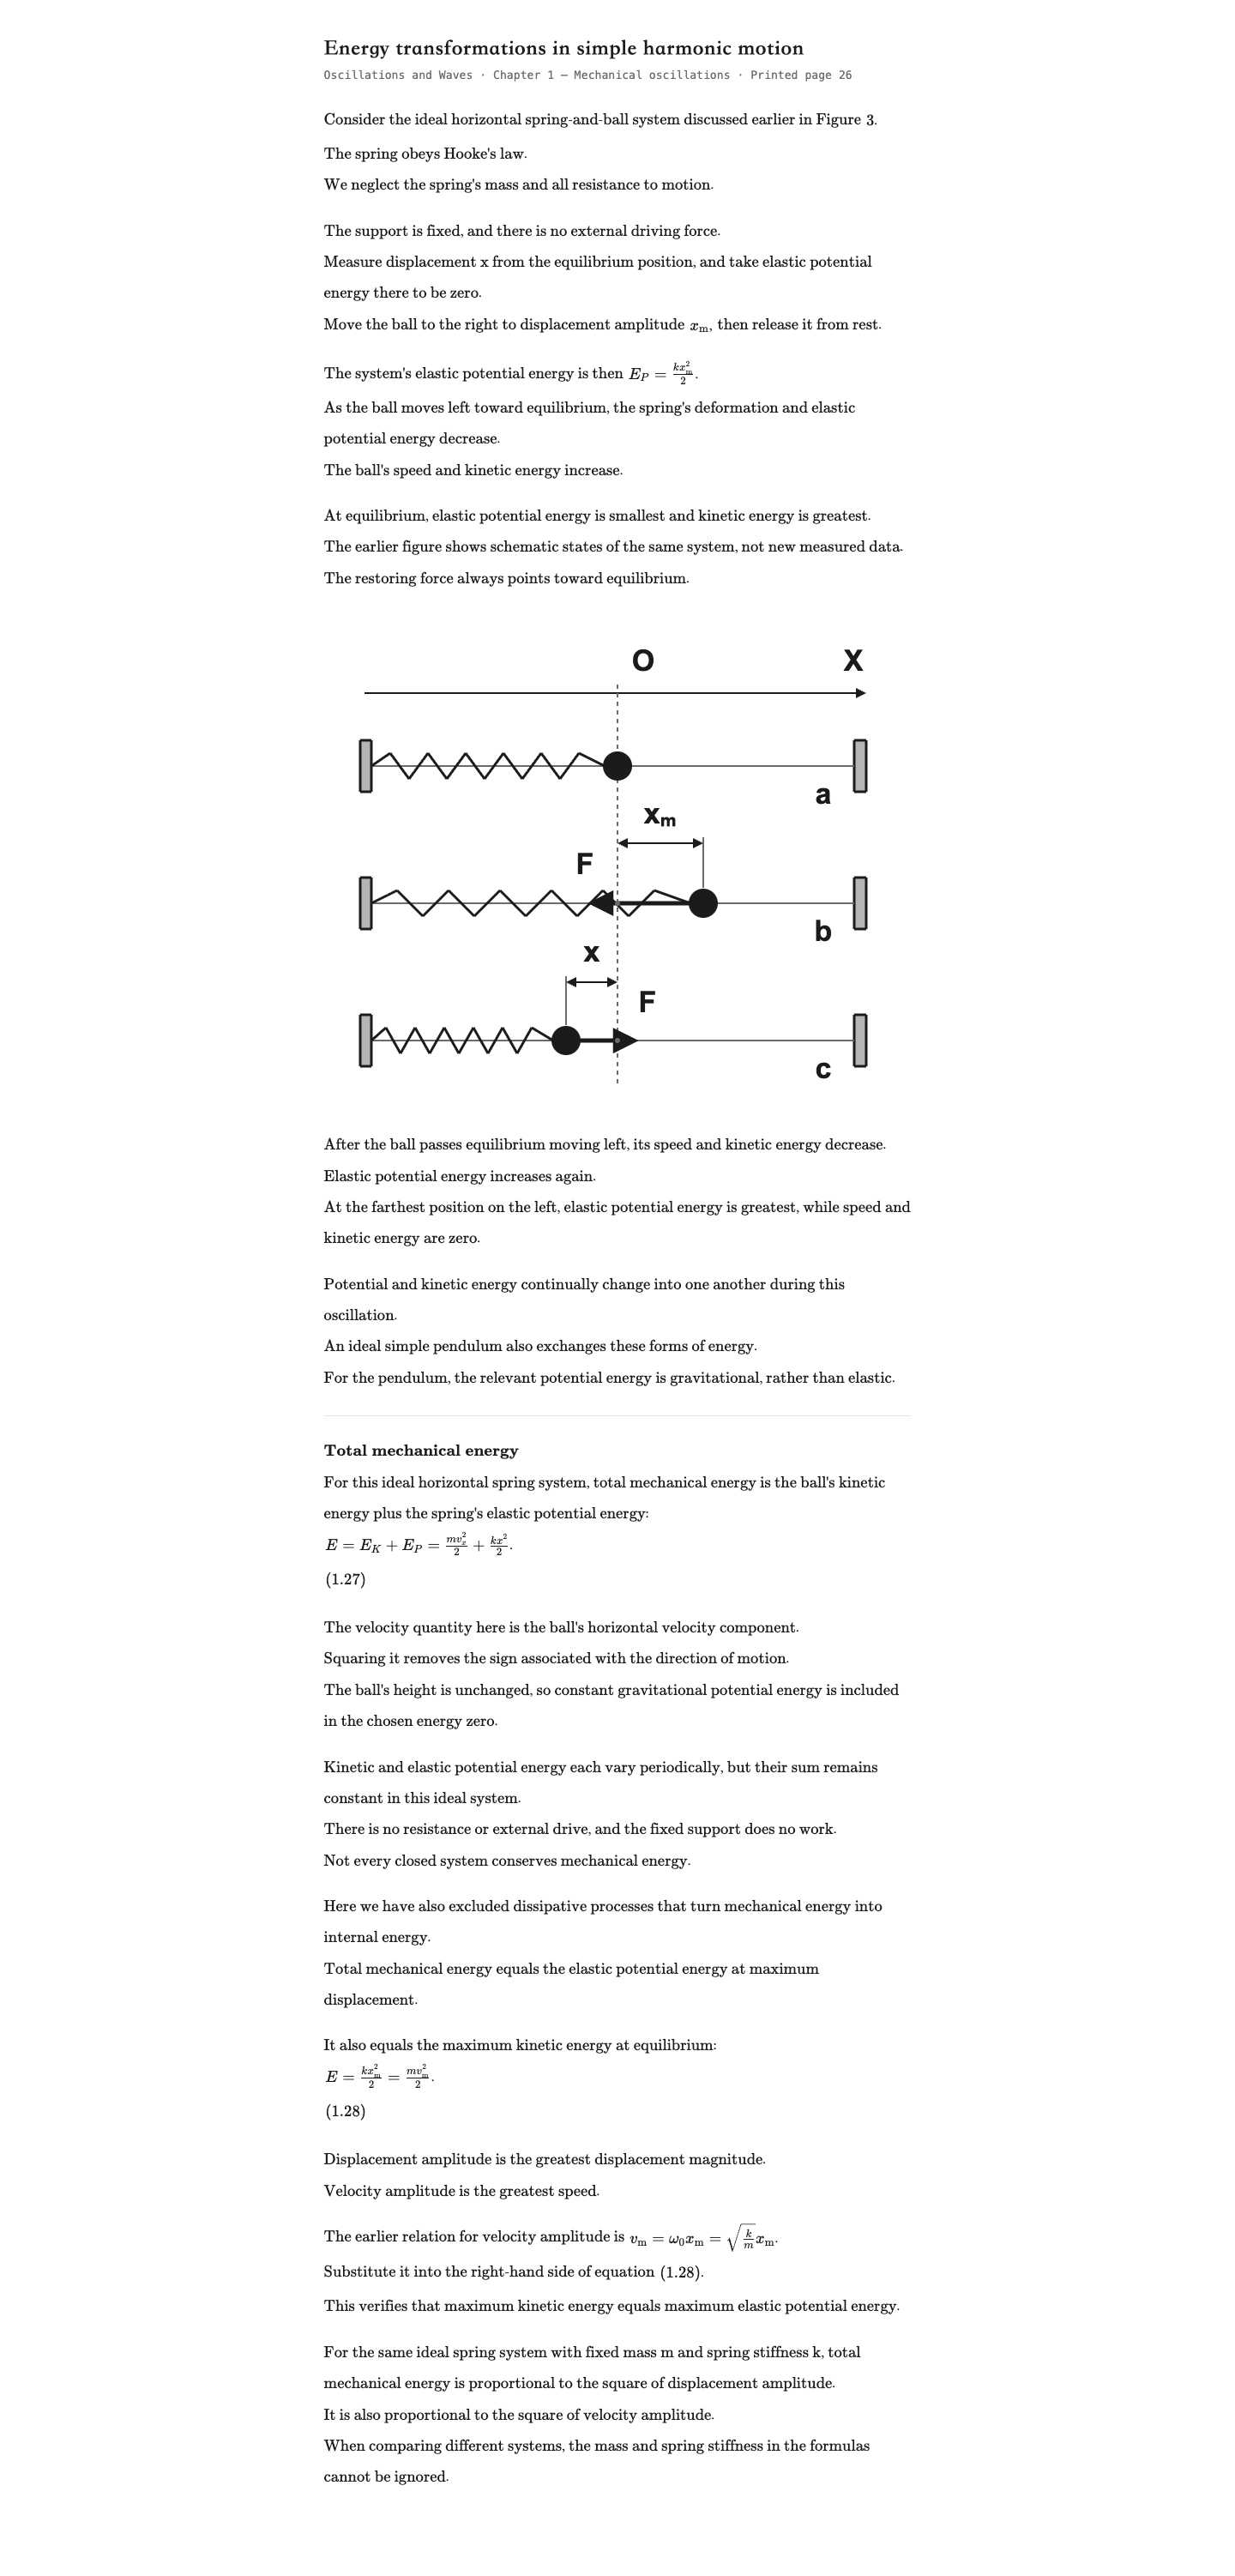 Energy transformations in simple harmonic motion
Oscillations and Waves · Chapter 1 — Mechanical oscillations · Printed page 26
Consider the ideal horizontal spring-and-ball system discussed earlier in Figure 3.
The spring obeys Hooke's law.
We neglect the spring's mass and all resistance to motion.
The support is fixed, and there is no external driving force.
Measure displacement x from the equilibrium position, and take elastic potential
energy there to be zero.
Move the ball to the right to displacement amplitude x_m, then release it from rest.
The system's elastic potential energy is then E_P = \frac{kx_m^2}{2}.
As the ball moves left toward equilibrium, the spring's deformation and elastic
potential energy decrease.
The ball's speed and kinetic energy increase.
At equilibrium, elastic potential energy is smallest and kinetic energy is greatest.
The earlier figure shows schematic states of the same system, not new measured data.
The restoring force always points toward equilibrium.
O X
a
x_m
F
b
x
F
c
After the ball passes equilibrium moving left, its speed and kinetic energy decrease.
Elastic potential energy increases again.
At the farthest position on the left, elastic potential energy is greatest, while speed and
kinetic energy are zero.
Potential and kinetic energy continually change into one another during this
oscillation.
An ideal simple pendulum also exchanges these forms of energy.
For the pendulum, the relevant potential energy is gravitational, rather than elastic.
Total mechanical energy
For this ideal horizontal spring system, total mechanical energy is the ball's kinetic
energy plus the spring's elastic potential energy:
E = E_K + E_P = \frac{mv_x^2}{2} + \frac{kx^2}{2}.
(1.27)
The velocity quantity here is the ball's horizontal velocity component.
Squaring it removes the sign associated with the direction of motion.
The ball's height is unchanged, so constant gravitational potential energy is included
in the chosen energy zero.
Kinetic and elastic potential energy each vary periodically, but their sum remains
constant in this ideal system.
There is no resistance or external drive, and the fixed support does no work.
Not every closed system conserves mechanical energy.
Here we have also excluded dissipative processes that turn mechanical energy into
internal energy.
Total mechanical energy equals the elastic potential energy at maximum
displacement.
It also equals the maximum kinetic energy at equilibrium:
E = \frac{kx_m^2}{2} = \frac{mv_m^2}{2}.
(1.28)
Displacement amplitude is the greatest displacement magnitude.
Velocity amplitude is the greatest speed.
The earlier relation for velocity amplitude is v_m = ω_0 x_m = \sqrt{\frac{k}{m}} x_m.
Substitute it into the right-hand side of equation (1.28).
This verifies that maximum kinetic energy equals maximum elastic potential energy.
For the same ideal spring system with fixed mass m and spring stiffness k, total
mechanical energy is proportional to the square of displacement amplitude.
It is also proportional to the square of velocity amplitude.
When comparing different systems, the mass and spring stiffness in the formulas
cannot be ignored.